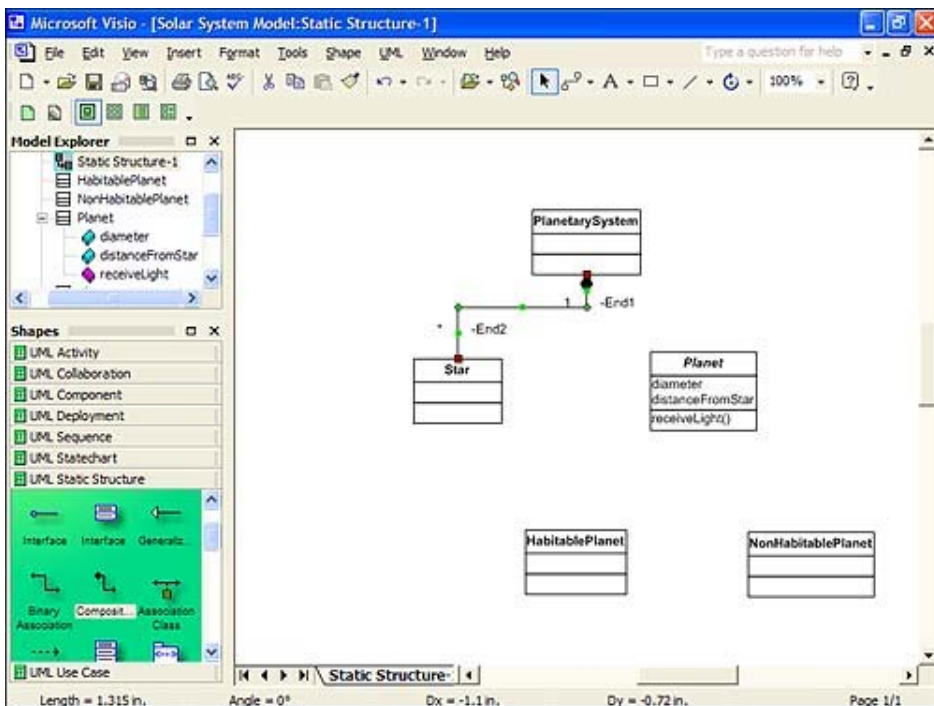 Microsoft Visio - [Solar System Model:Static Structure-1]
File Edit View Insert Format Tools Shape UML Window Help Type a question for help
100%
Model Explorer
Static Structure-1
HabitablePlanet
NonHabitablePlanet
Planet
diameter
distanceFromStar
receiveLight
Shapes
UML Activity
UML Collaboration
UML Component
UML Deployment
UML Sequence
UML Statechart
UML Static Structure
Interface Interface Generaliz...
Binary Association Composit... Association Class
UML Use Case
PlanetarySystem
1 -End1
* -End2
Star
Planet
diameter
distanceFromStar
receiveLight()
HabitablePlanet
NonHabitablePlanet
Static Structure-
Length = 1.315 in. Angle = 0° Dx = -1.1 in. Dy = -0.72 in. Page 1/1